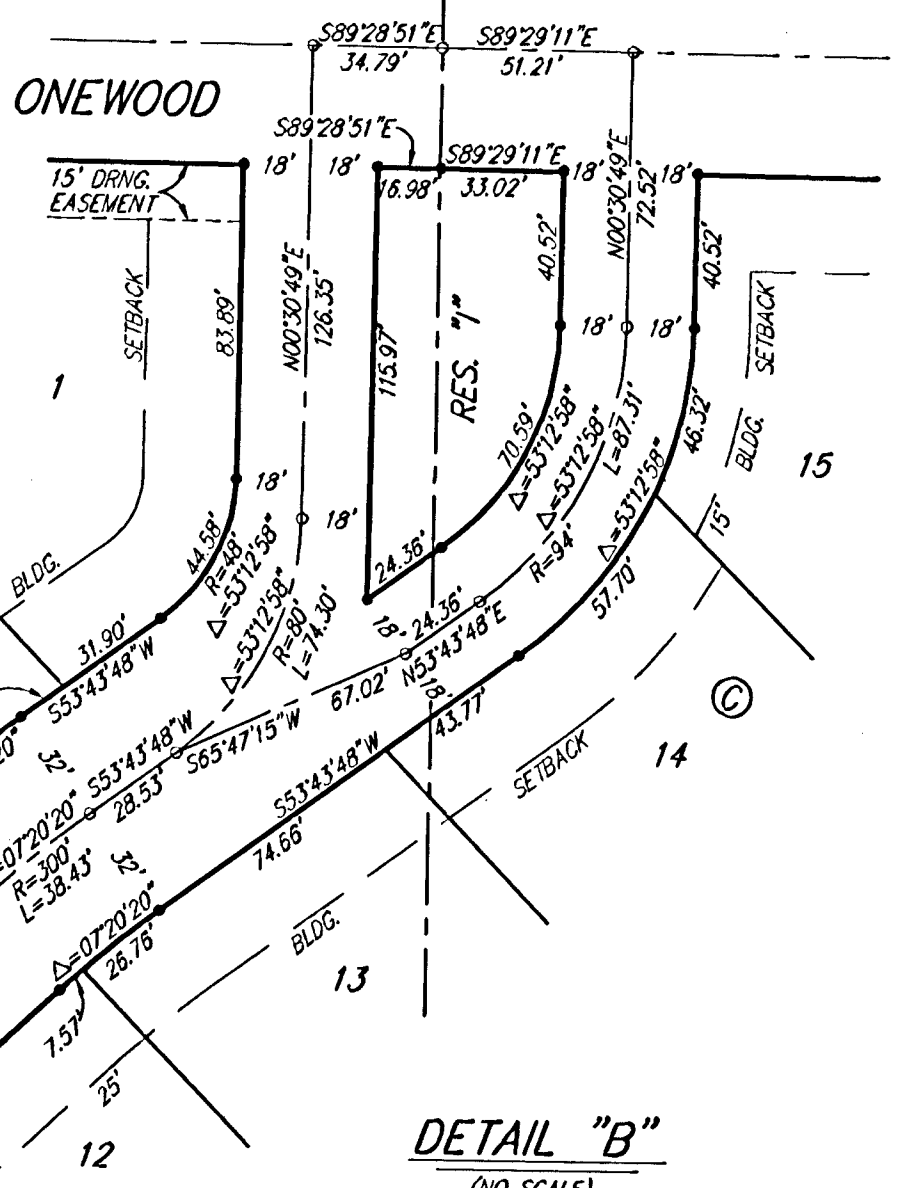 S89°28'51"E
34.79'
S89°29'11"E
51.21'
ONEWOOD
S89°28'51"E
S89°29'11"E
18'
18'
18'
18'
16.98'
33.02'
15' DRNG.
EASEMENT
N00°30'49"E
72.52'
40.52'
40.52'
SETBACK
83.89'
N00°30'49"E
126.35'
115.97'
RES. "1"
18'
18'
SETBACK
1
70.59'
Δ=53°12'58"
Δ=53°12'58"
L=87.31'
R=94'
46.32'
Δ=53°12'58"
57.70'
BLDG.
15'
15
18'
18'
44.58'
R=48'
Δ=53°12'58"
Δ=53°12'58"
R=80'
L=74.30'
24.36'
18'
24.36'
N53°43'48"E
18'
BLDG.
31.90'
S53°43'48"W
67.02'
S65°47'15"W
43.77'
C
14
SETBACK
20"
32'
S53°43'48"W
28.53'
S53°43'48"W
74.66'
=07°20'20"
R=300'
L=38.43'
32'
Δ=07°20'20"
26.76'
7.57'
BLDG.
13
25'
12
DETAIL "B"
(NO SCALE)